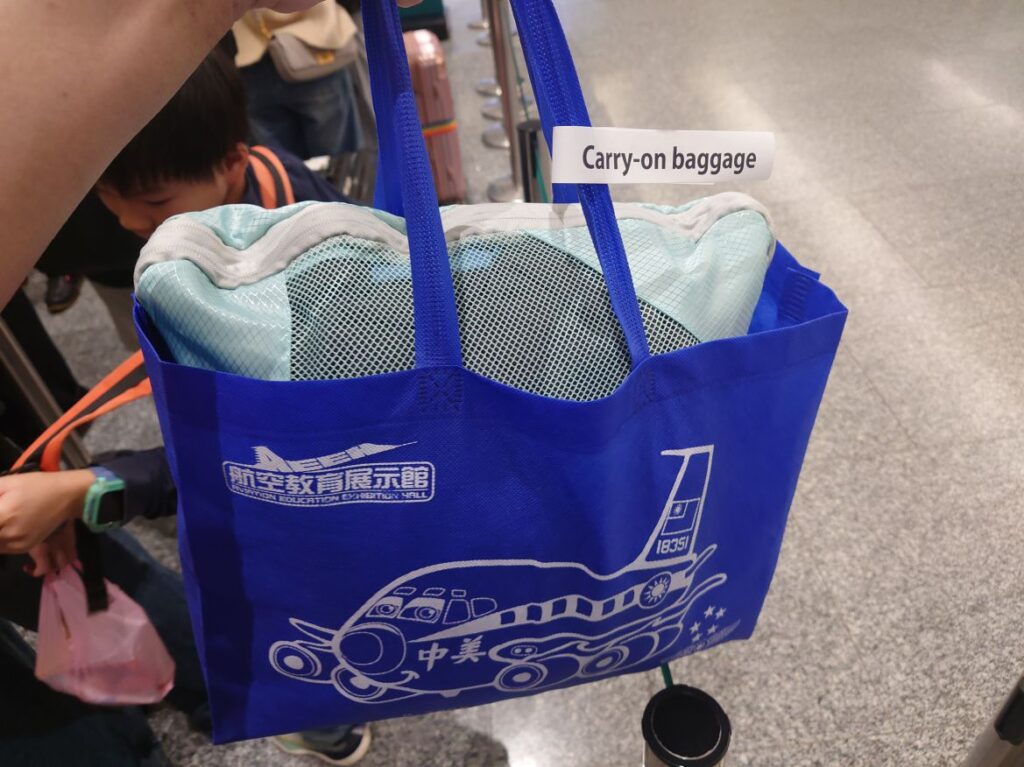 Carry-on baggage
AEEH
航空教育展示館
AVIATION EDUCATION EXHIBITION HALL
18351
中美